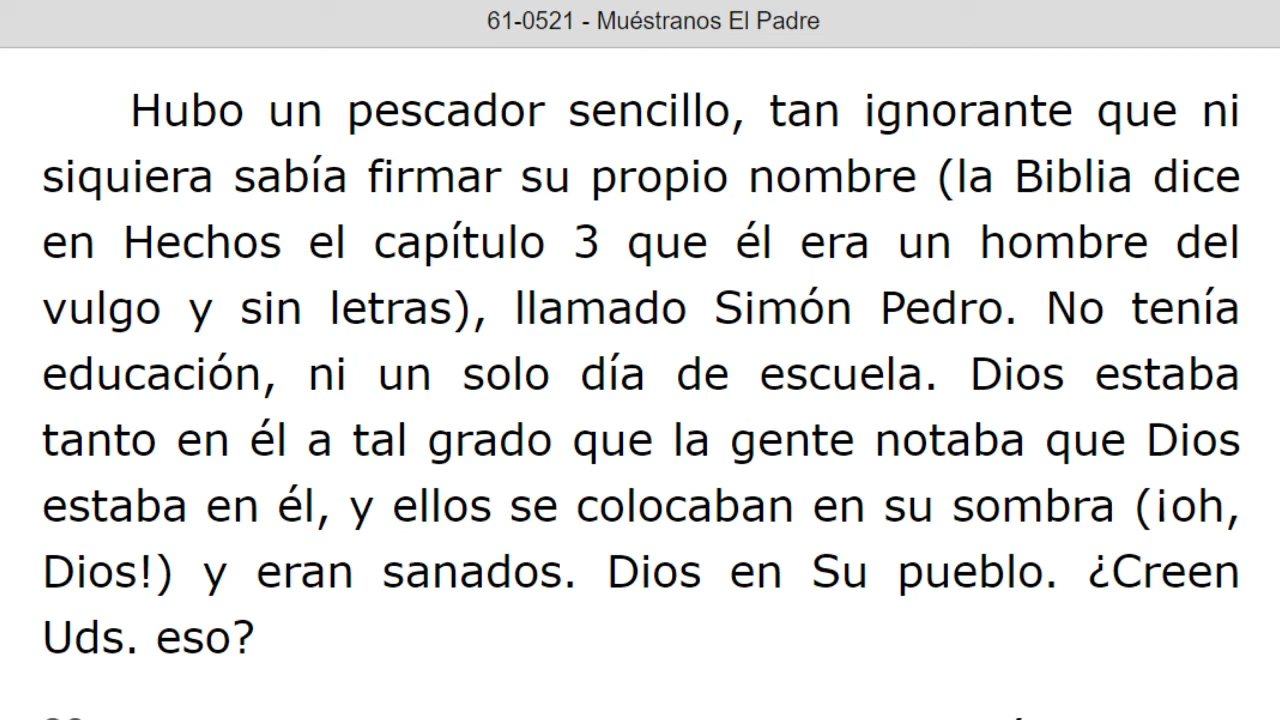 61-0521 - Muéstranos El Padre
Hubo un pescador sencillo, tan ignorante que ni
siquiera sabía firmar su propio nombre (la Biblia dice
en Hechos el capítulo 3 que él era un hombre del
vulgo y sin letras), llamado Simón Pedro. No tenía
educación, ni un solo día de escuela. Dios estaba
tanto en él a tal grado que la gente notaba que Dios
estaba en él, y ellos se colocaban en su sombra (¡oh,
Dios!) y eran sanados. Dios en Su pueblo. ¿Creen
Uds. eso?